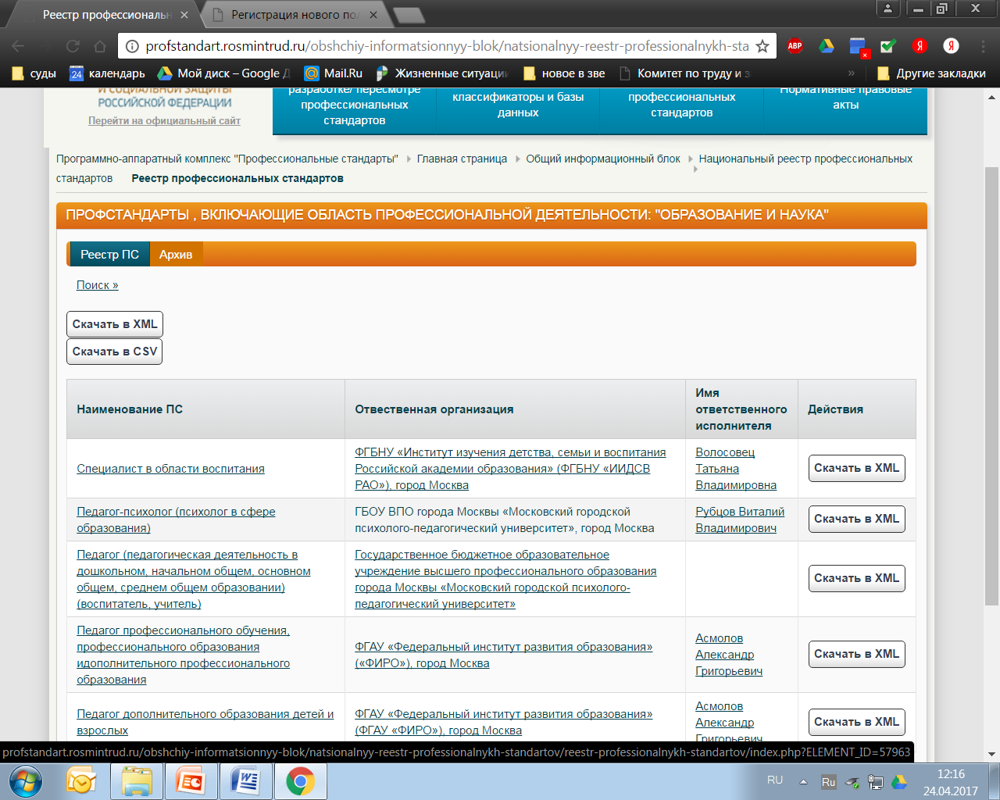 Реестр профессиональн
Регистрация нового пол
profstandart.rosmintrud.ru/obshchiy-informatsionnyy-blok/natsionalnyy-reestr-professionalnykh-sta
ABP
Я
Я
суды
24
календарь
Мой диск – Google Д
Mail.Ru
Жизненные ситуации
новое в зве
Комитет по труду и з
»
Другие закладки
И СОЦИАЛЬНОЙ ЗАЩИТЫ
РОССИЙСКОЙ ФЕДЕРАЦИИ
Перейти на официальный сайт
разработке/ пересмотре
профессиональных
стандартов
классификаторы и базы
данных
профессиональных
стандартов
Нормативные правовые
акты
Программно-аппаратный комплекс "Профессиональные стандарты" Главная страница Общий информационный блок Национальный реестр профессиональных
стандартов Реестр профессиональных стандартов
ПРОФСТАНДАРТЫ , ВКЛЮЧАЮЩИЕ ОБЛАСТЬ ПРОФЕССИОНАЛЬНОЙ ДЕЯТЕЛЬНОСТИ: "ОБРАЗОВАНИЕ И НАУКА"
Реестр ПС Архив
Поиск »
Скачать в XML
Скачать в CSV
Наименование ПС
Отвественная организация
Имя
ответственного
исполнителя
Действия
Специалист в области воспитания
ФГБНУ «Институт изучения детства, семьи и воспитания
Российской академии образования» (ФГБНУ «ИИДСВ
РАО»), город Москва
Волосовец
Татьяна
Владимировна
Скачать в XML
Педагог-психолог (психолог в сфере
образования)
ГБОУ ВПО города Москвы «Московский городской
психолого-педагогический университет», город Москва
Рубцов Виталий
Владимирович
Скачать в XML
Педагог (педагогическая деятельность в
дошкольном, начальном общем, основном
общем, среднем общем образовании)
(воспитатель, учитель)
Государственное бюджетное образовательное
учреждение высшего профессионального образования
города Москвы «Московский городской психолого-
педагогический университет»
Скачать в XML
Педагог профессионального обучения,
профессионального образования
идополнительного профессионального
образования
ФГАУ «Федеральный институт развития образования»
(«ФИРО»), город Москва
Асмолов
Александр
Григорьевич
Скачать в XML
Педагог дополнительного образования детей и
взрослых
ФГАУ «Федеральный институт развития образования»
(ФГАУ «ФИРО»), город Москва
Асмолов
Александр
Григорьевич
Скачать в XML
profstandart.rosmintrud.ru/obshchiy-informatsionnyy-blok/natsionalnyy-reestr-professionalnykh-standartov/reestr-professionalnykh-standartov/index.php?ELEMENT_ID=57963
RU
Ru
12:16
24.04.2017